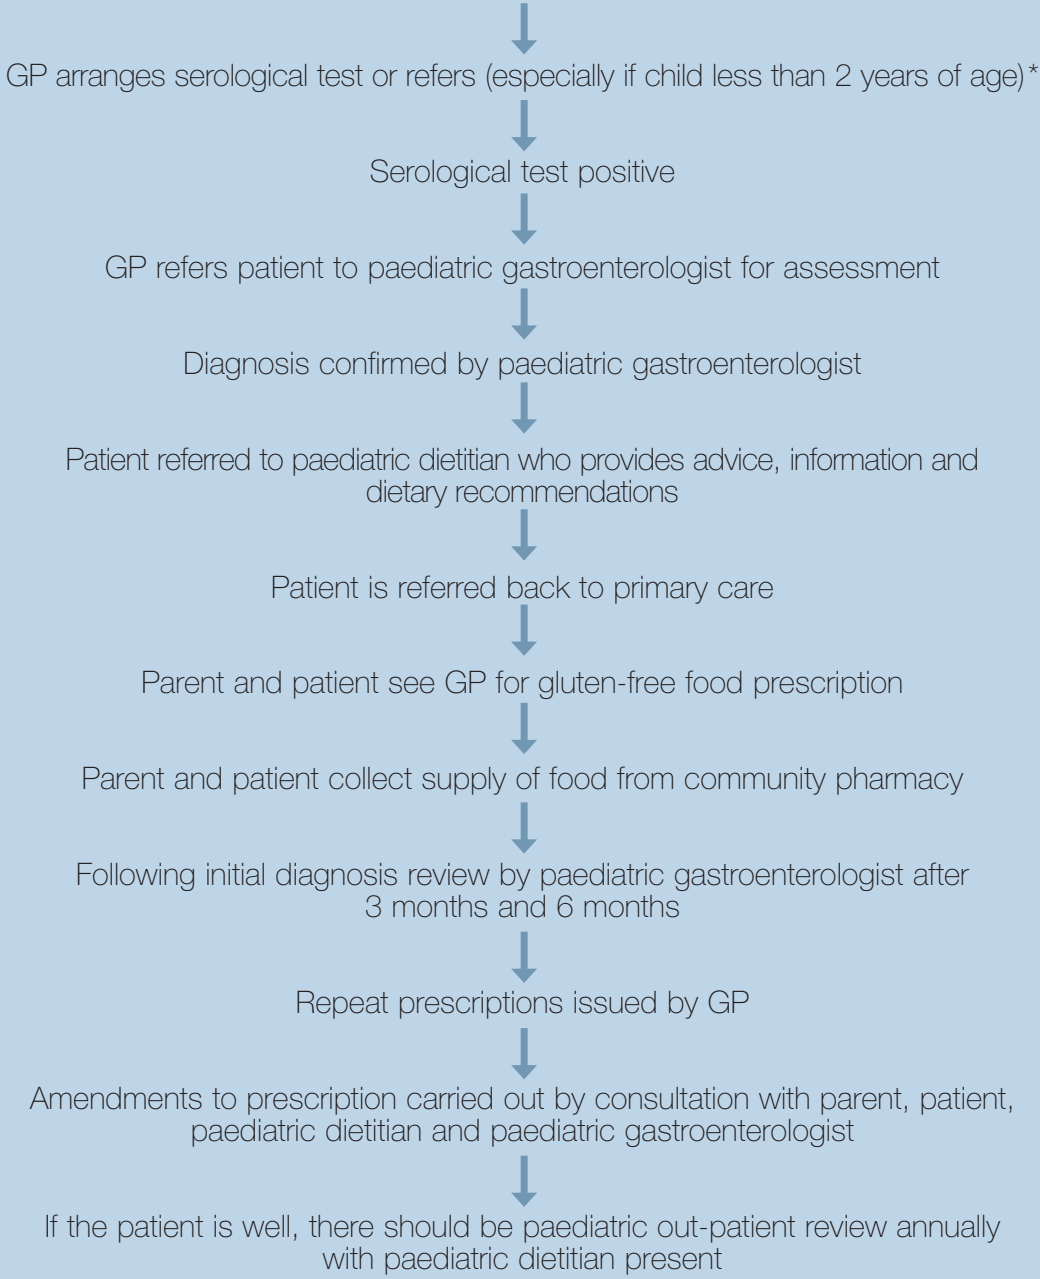 GP arranges serological test or refers (especially if child less than 2 years of age)*
Serological test positive
GP refers patient to paediatric gastroenterologist for assessment
Diagnosis confirmed by paediatric gastroenterologist
Patient referred to paediatric dietitian who provides advice, information and
dietary recommendations
Patient is referred back to primary care
Parent and patient see GP for gluten-free food prescription
Parent and patient collect supply of food from community pharmacy
Following initial diagnosis review by paediatric gastroenterologist after
3 months and 6 months
Repeat prescriptions issued by GP
Amendments to prescription carried out by consultation with parent, patient,
paediatric dietitian and paediatric gastroenterologist
If the patient is well, there should be paediatric out-patient review annually
with paediatric dietitian present